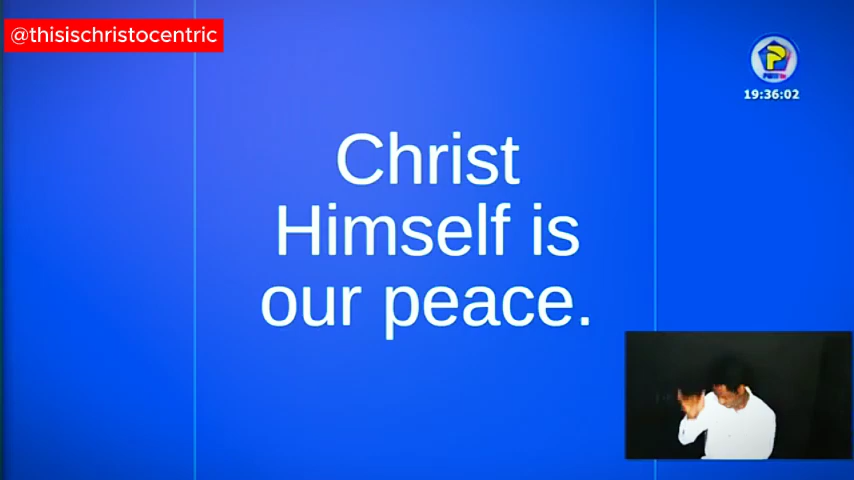 @thisischristocentric
P
19:36:02
Christ
Himself is
our peace.